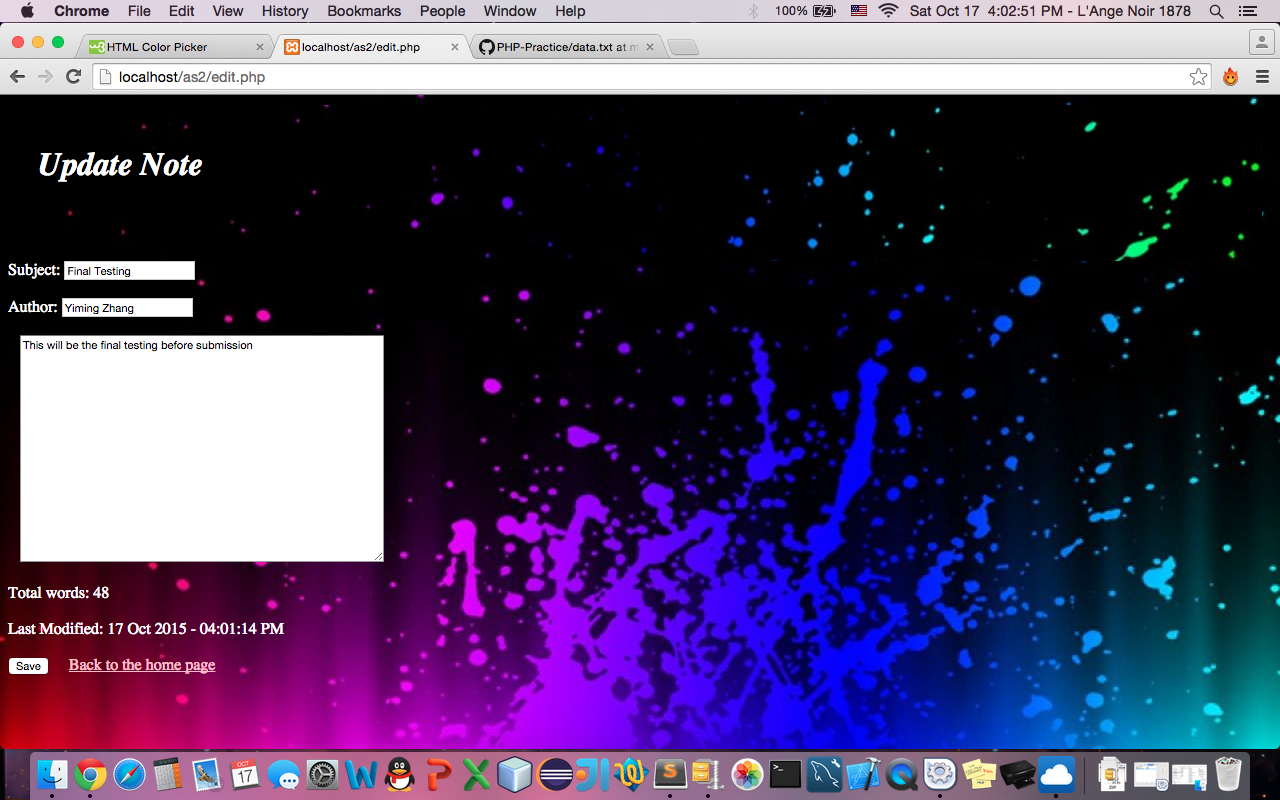 Chrome File Edit View History Bookmarks People Window Help 100% Sat Oct 17 4:02:51 PM - L'Ange Noir 1878
HTML Color Picker localhost/as2/edit.php PHP-Practice/data.txt at m
localhost/as2/edit.php
Update Note
Subject: Final Testing
Author: Yiming Zhang
This will be the final testing before submission
Total words: 48
Last Modified: 17 Oct 2015 - 04:01:14 PM
Save Back to the home page
OCT
17
ZIP